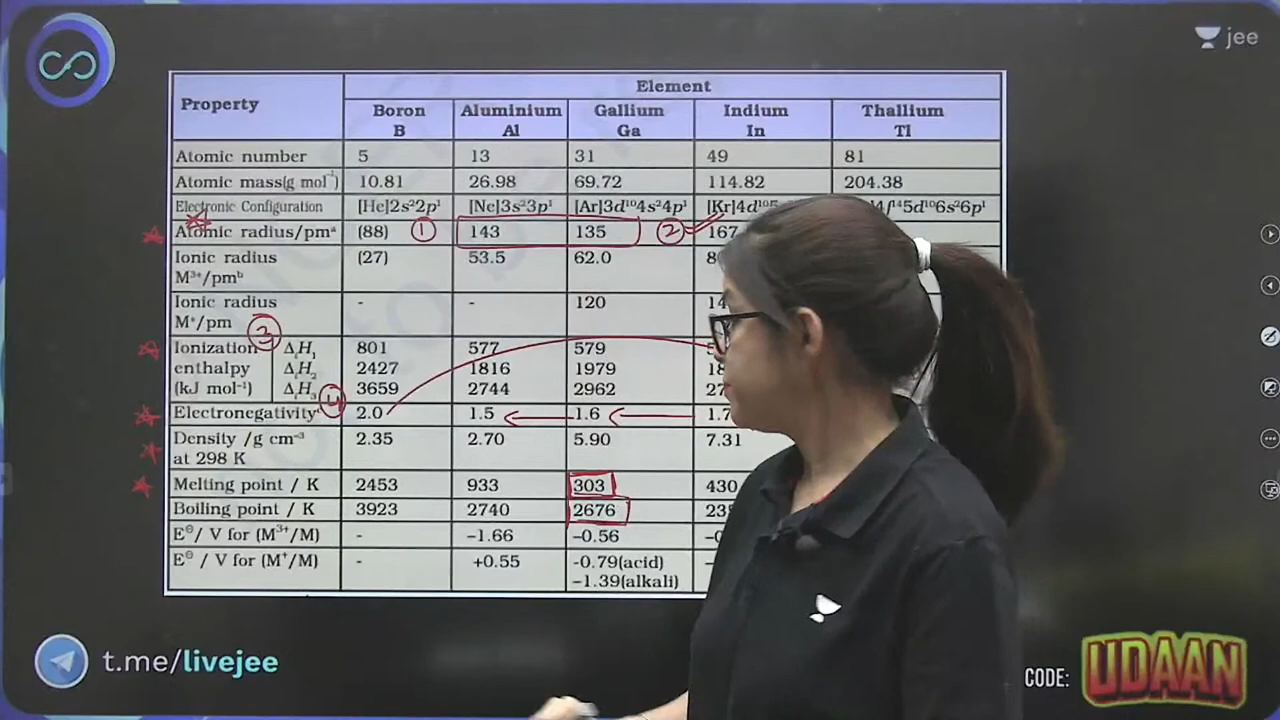 jee
Property
Element
Boron
B
Aluminium
Al
Gallium
Ga
Indium
In
Thallium
Tl
Atomic number 5 13 31 49 81
Atomic mass(g mol⁻¹) 10.81 26.98 69.72 114.82 204.38
Electronic Configuration [He]2s²2p¹ [Ne]3s²3p¹ [Ar]3d¹⁰4s²4p¹ [Kr]4d¹⁰ ¹⁴5d¹⁰6s²6p¹
Atomic radius/pmᵃ (88) ① 143 135 ② 167
Ionic radius (27) 53.5 62.0
M³⁺/pmᵇ
Ionic radius - - 120
M⁺/pm ③
Ionization ΔᵢH₁ 801 577 579
enthalpy ΔᵢH₂ 2427 1816 1979
(kJ mol⁻¹) ΔᵢH₃ 3659 2744 2962
④
Electronegativity 2.0 1.5 1.6 1.7
Density /g cm⁻³ 2.35 2.70 5.90 7.31
at 298 K
Melting point / K 2453 933 303 430
Boiling point / K 3923 2740 2676
E⊖/ V for (M³⁺/M) - –1.66 –0.56
E⊖ / V for (M⁺/M) - +0.55 -0.79(acid)
–1.39(alkali)
t.me/livejee
CODE: UDAAN